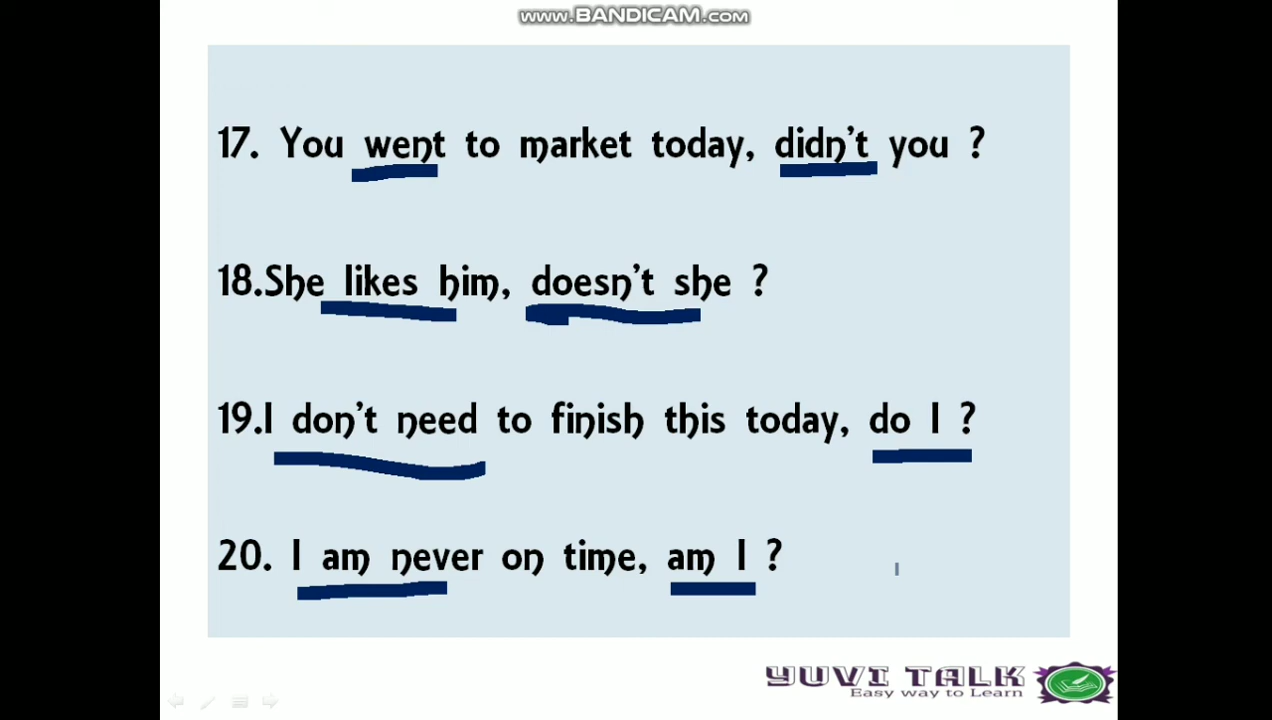 www.BANDICAM.com
17. You went to market today, didn't you ?
18.She likes him, doesn't she ?
19.I don't need to finish this today, do I ?
20. I am never on time, am I ?
YUVI TALK
Easy way to Learn